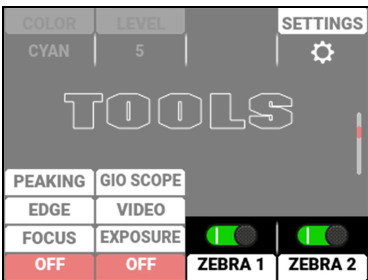 COLOR LEVEL SETTINGS
CYAN 5
TOOLS
PEAKING GIO SCOPE
EDGE VIDEO
FOCUS EXPOSURE
OFF OFF ZEBRA 1 ZEBRA 2